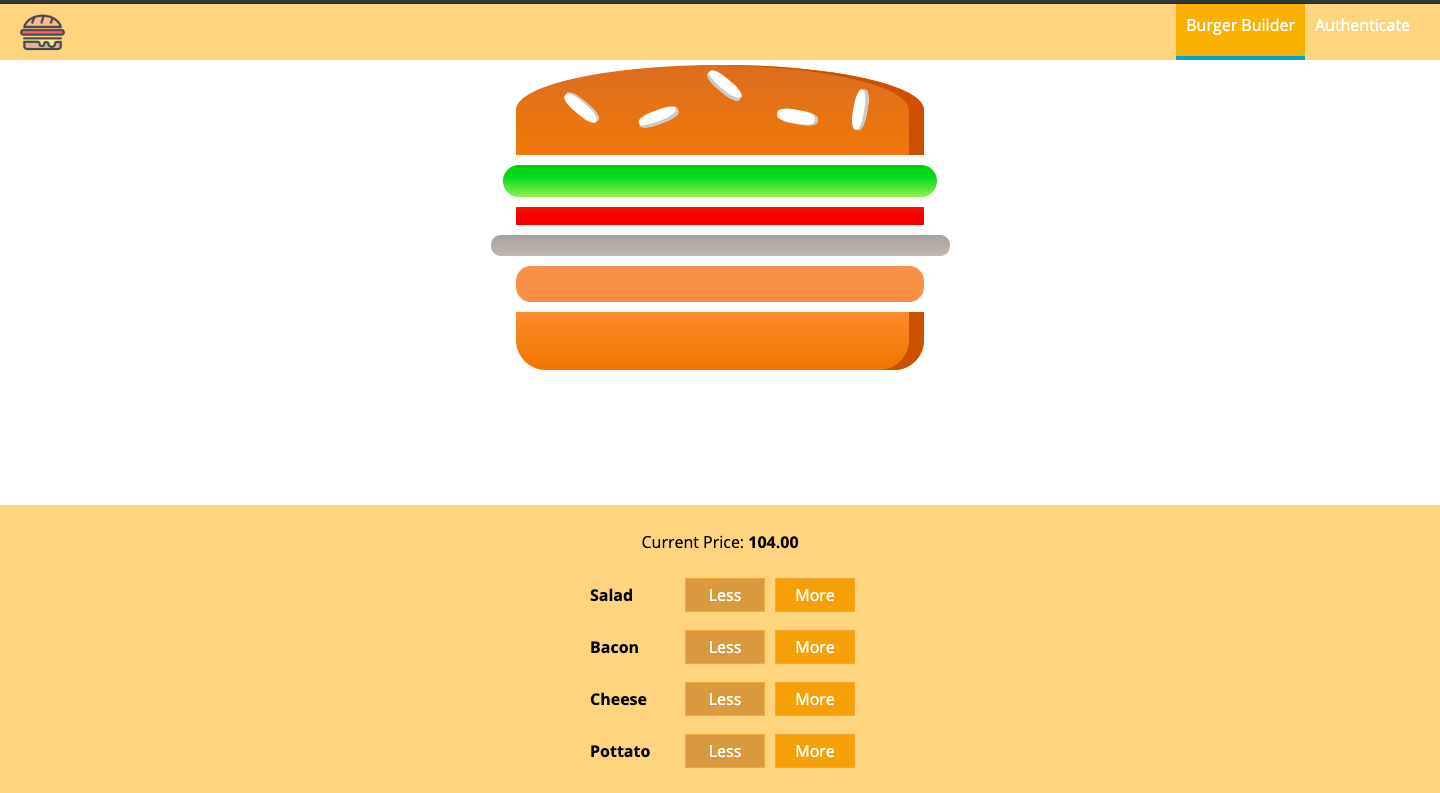 Burger Builder Authenticate
Current Price: 104.00
Salad Less More
Bacon Less More
Cheese Less More
Pottato Less More